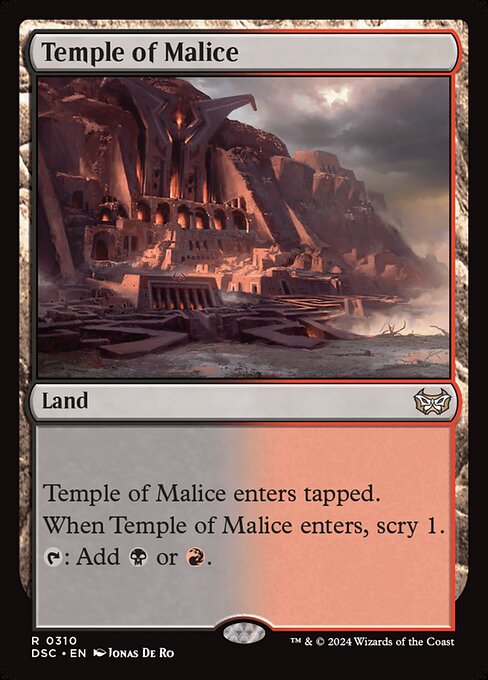 Temple of Malice
Land
Temple of Malice enters tapped.
When Temple of Malice enters, scry 1.
: Add or .
R 0310
DSC • EN Jonas De Ro
™ & © 2024 Wizards of the Coast